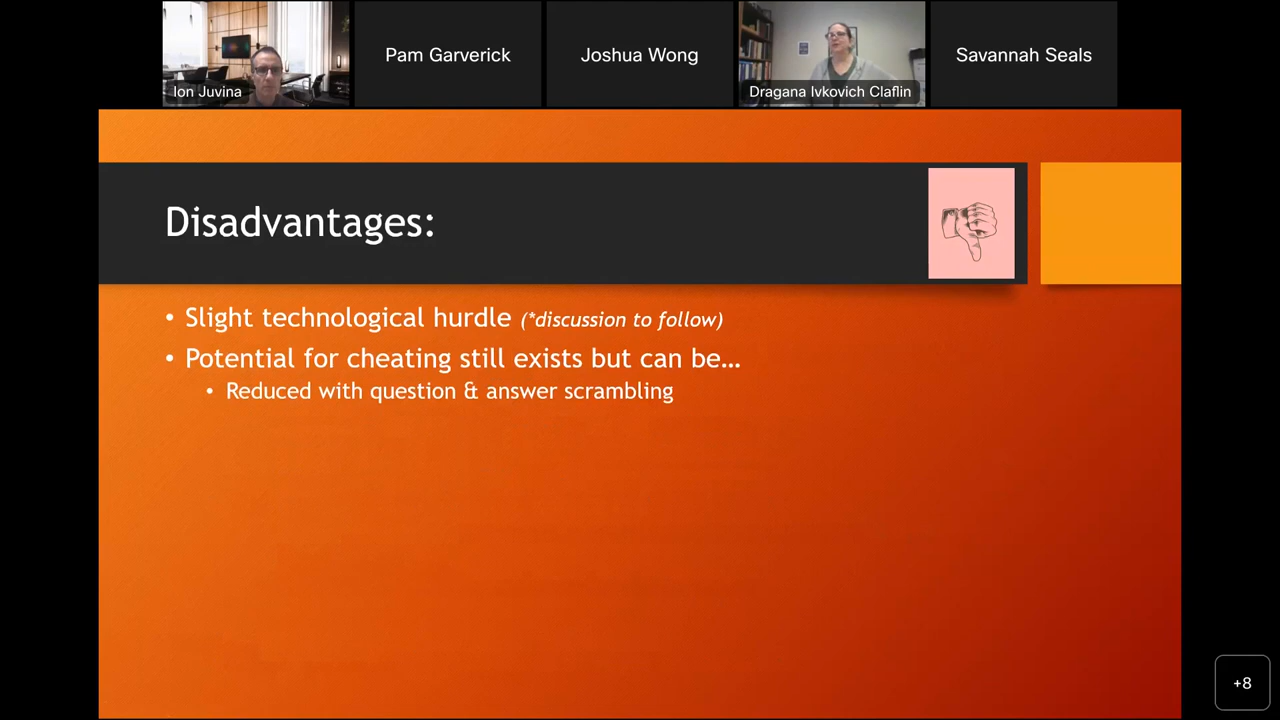 Ion Juvina
Pam Garverick
Joshua Wong
Dragana Ivkovich Claflin
Savannah Seals
Disadvantages:
• Slight technological hurdle (*discussion to follow)
• Potential for cheating still exists but can be…
• Reduced with question & answer scrambling
+8